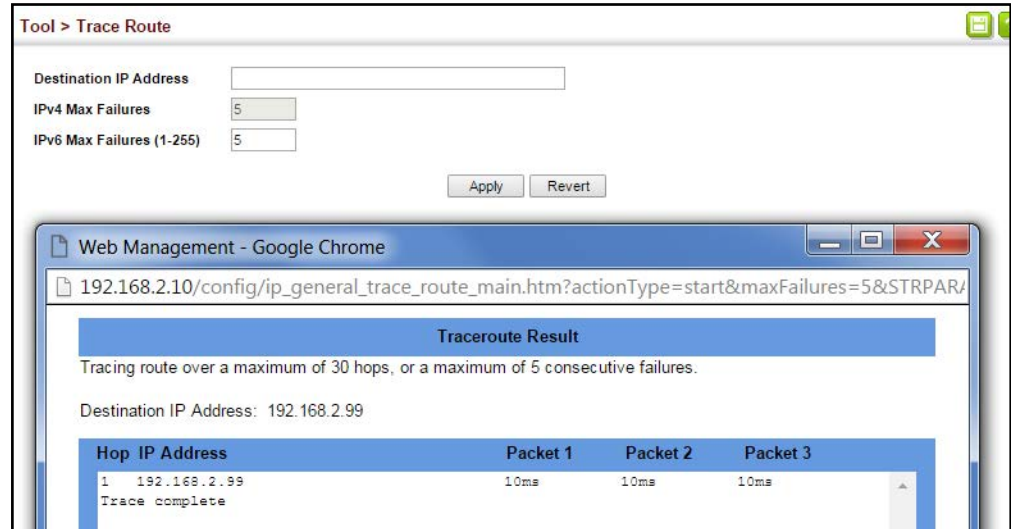 Tool > Trace Route
Destination IP Address
IPv4 Max Failures 5
IPv6 Max Failures (1-255) 5
Apply Revert
Web Management - Google Chrome
X
192.168.2.10/config/ip_general_trace_route_main.htm?actionType=start&maxFailures=5&STRPARA
Traceroute Result
Tracing route over a maximum of 30 hops, or a maximum of 5 consecutive failures.
Destination IP Address: 192.168.2.99
Hop IP Address Packet 1 Packet 2 Packet 3
1 192.168.2.99 10ms 10ms 10ms
Trace complete